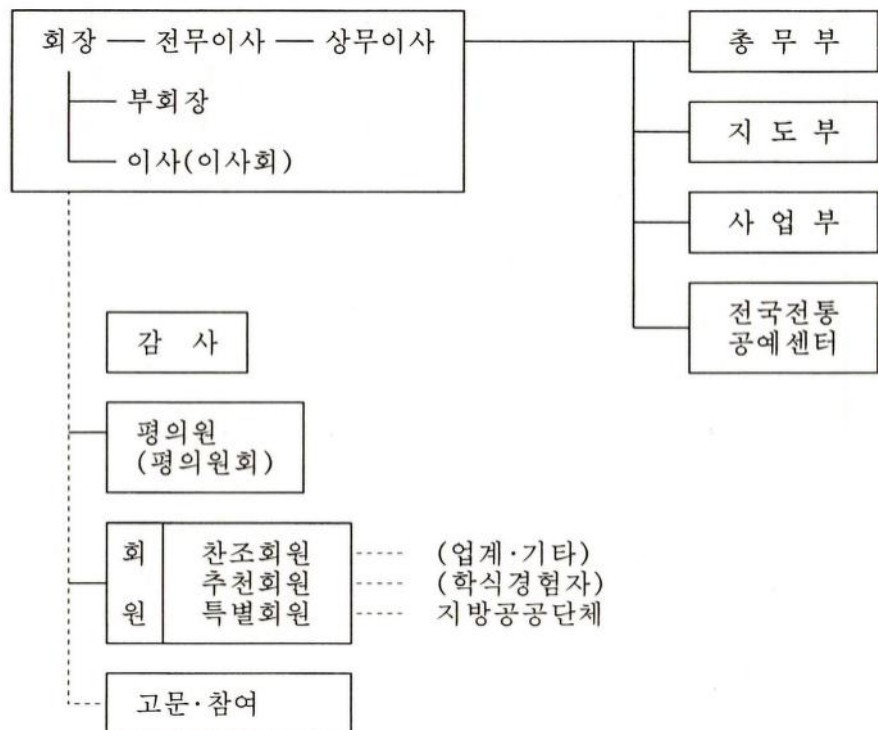 회장 전무이사 상무이사
부회장
이사(이사회)
총 무 부
지 도 부
사 업 부
전국전통
공예센터
감 사
평의원
(평의원회)
회 원
찬조회원 (업계·기타)
추천회원 (학식경험자)
특별회원 지방공공단체
고문·참여